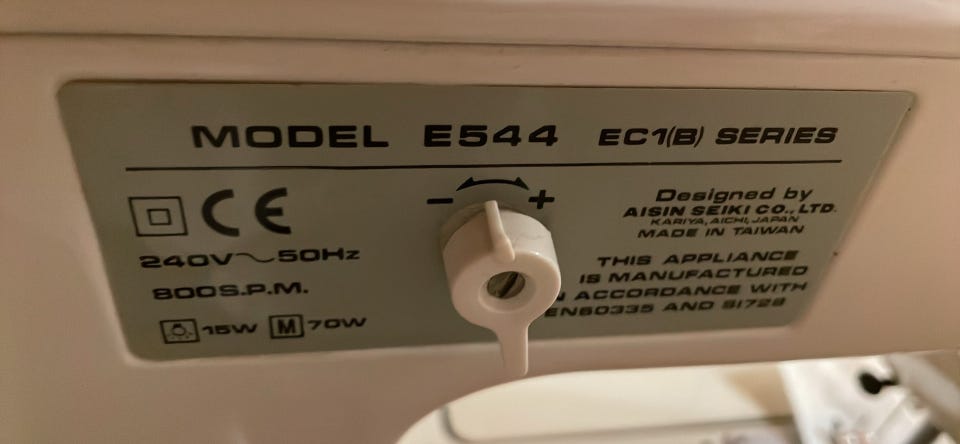 MODEL E544 EC1(B) SERIES
CE
240V~50Hz
800S.P.M.
15W M 70W
- +
Designed by
AISIN SEIKI CO., LTD.
KARIYA, AICHI, JAPAN
MADE IN TAIWAN
THIS APPLIANCE
IS MANUFACTURED
ACCORDANCE WITH
EN60335 AND SI728